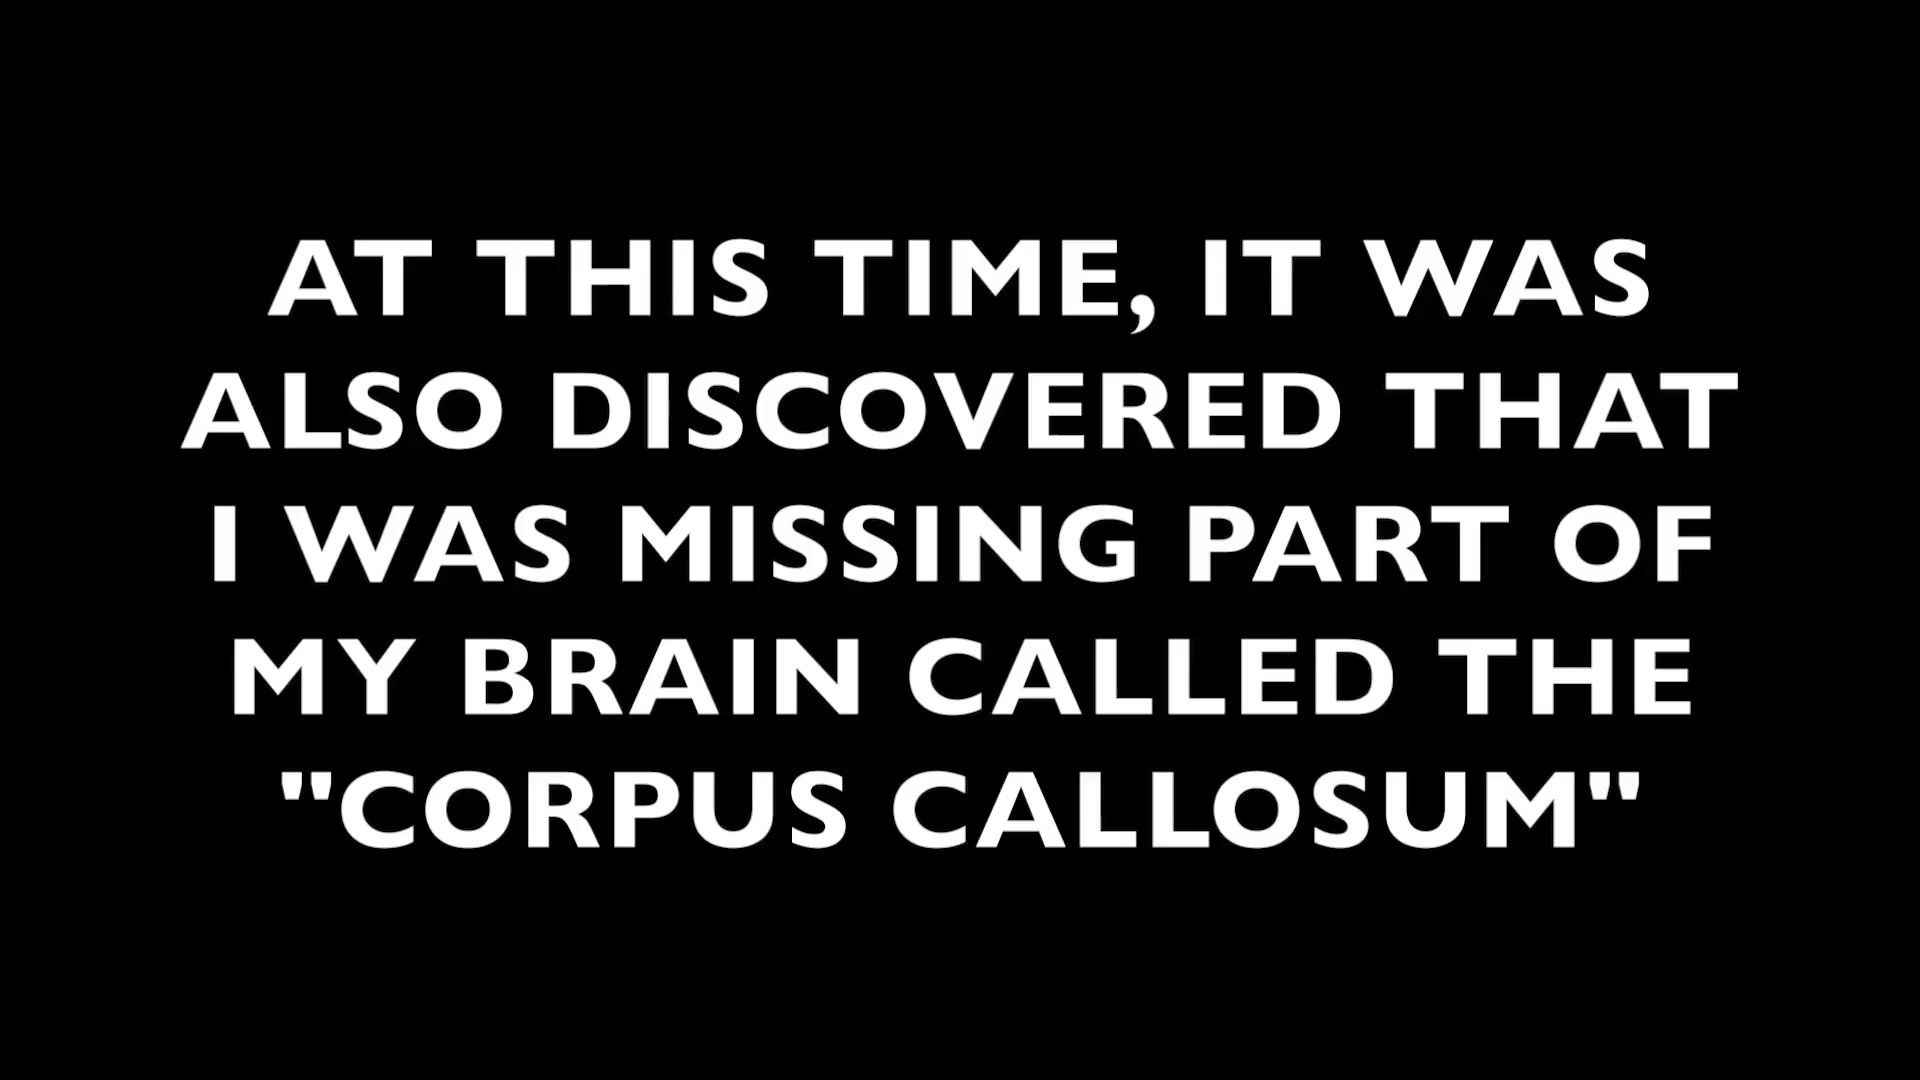 AT THIS TIME, IT WAS
ALSO DISCOVERED THAT
I WAS MISSING PART OF
MY BRAIN CALLED THE
"CORPUS CALLOSUM"